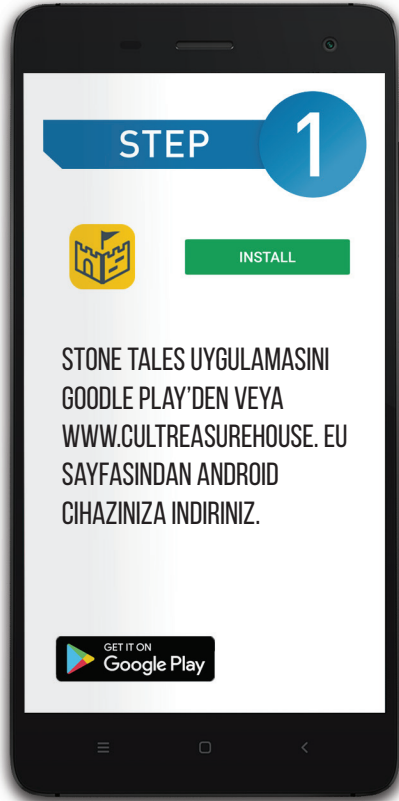 STEP 1
INSTALL
STONE TALES UYGULAMASINI
GOODLE PLAY'DEN VEYA
WWW.CULTREASUREHOUSE. EU
SAYFASINDAN ANDROID
CIHAZINIZA INDIRINIZ.
GET IT ON
Google Play